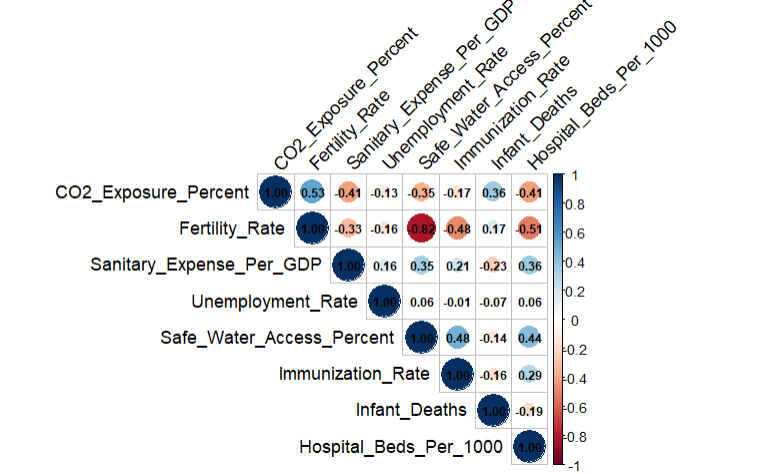 CO2_Exposure_Percent
Fertility_Rate
Sanitary_Expense_Per_GDP
Unemployment_Rate
Safe_Water_Access_Percent
Immunization_Rate
Infant_Deaths
Hospital_Beds_Per_1000
CO2_Exposure_Percent 1.00 0.53 -0.41 -0.13 -0.35 -0.17 0.36 -0.41
Fertility_Rate 1.00 -0.33 -0.16 -0.82 -0.48 0.17 -0.51
Sanitary_Expense_Per_GDP 1.00 0.16 0.35 0.21 -0.23 0.36
Unemployment_Rate 1.00 0.06 -0.01 -0.07 0.06
Safe_Water_Access_Percent 1.00 0.48 -0.14 0.44
Immunization_Rate 1.00 -0.16 0.29
Infant_Deaths 1.00 -0.19
Hospital_Beds_Per_1000 1.00
1
0.8
0.6
0.4
0.2
0
-0.2
-0.4
-0.6
-0.8
-1